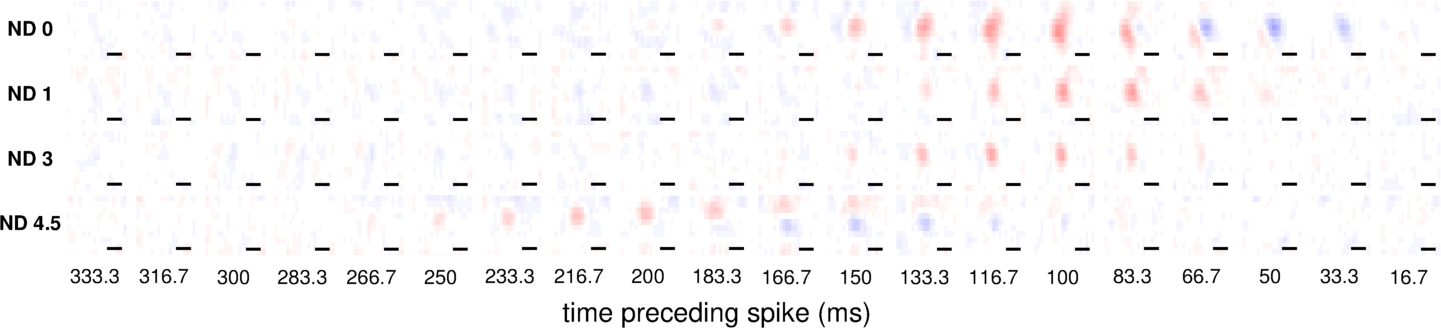 ND 0
ND 1
ND 3
ND 4.5
333.3 316.7 300 283.3 266.7 250 233.3 216.7 200 183.3 166.7 150 133.3 116.7 100 83.3 66.7 50 33.3 16.7
time preceding spike (ms)